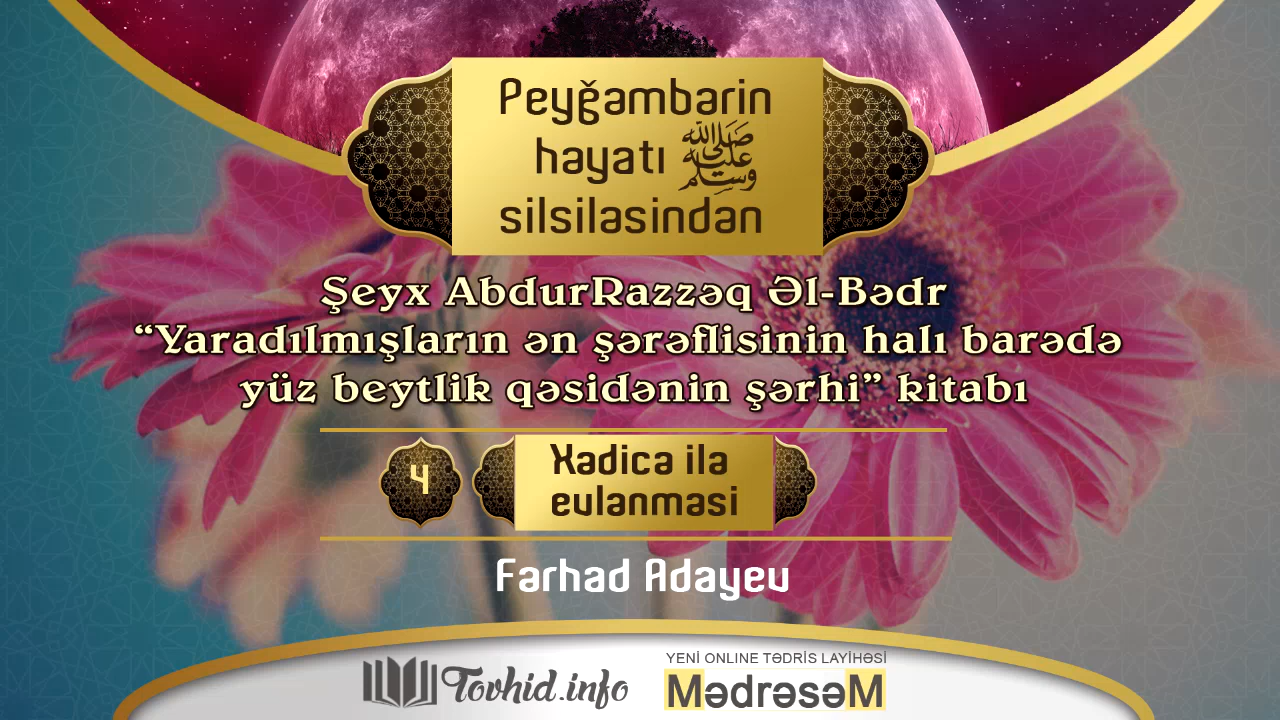 Peyğambarin
hayatı ﷺ
silsilasindan
Şeyx AbdurRazzəq Əl-Bədr
“Yaradılmışların ən şərəflisinin halı barədə
yüz beytlik qəsidənin şərhi” kitabı
4
Xadica ila
evlanmasi
Farhad Adayev
Tovhid.info
YENİ ONLINE TƏDRİS LAYİHƏSİ
MədrəsəM